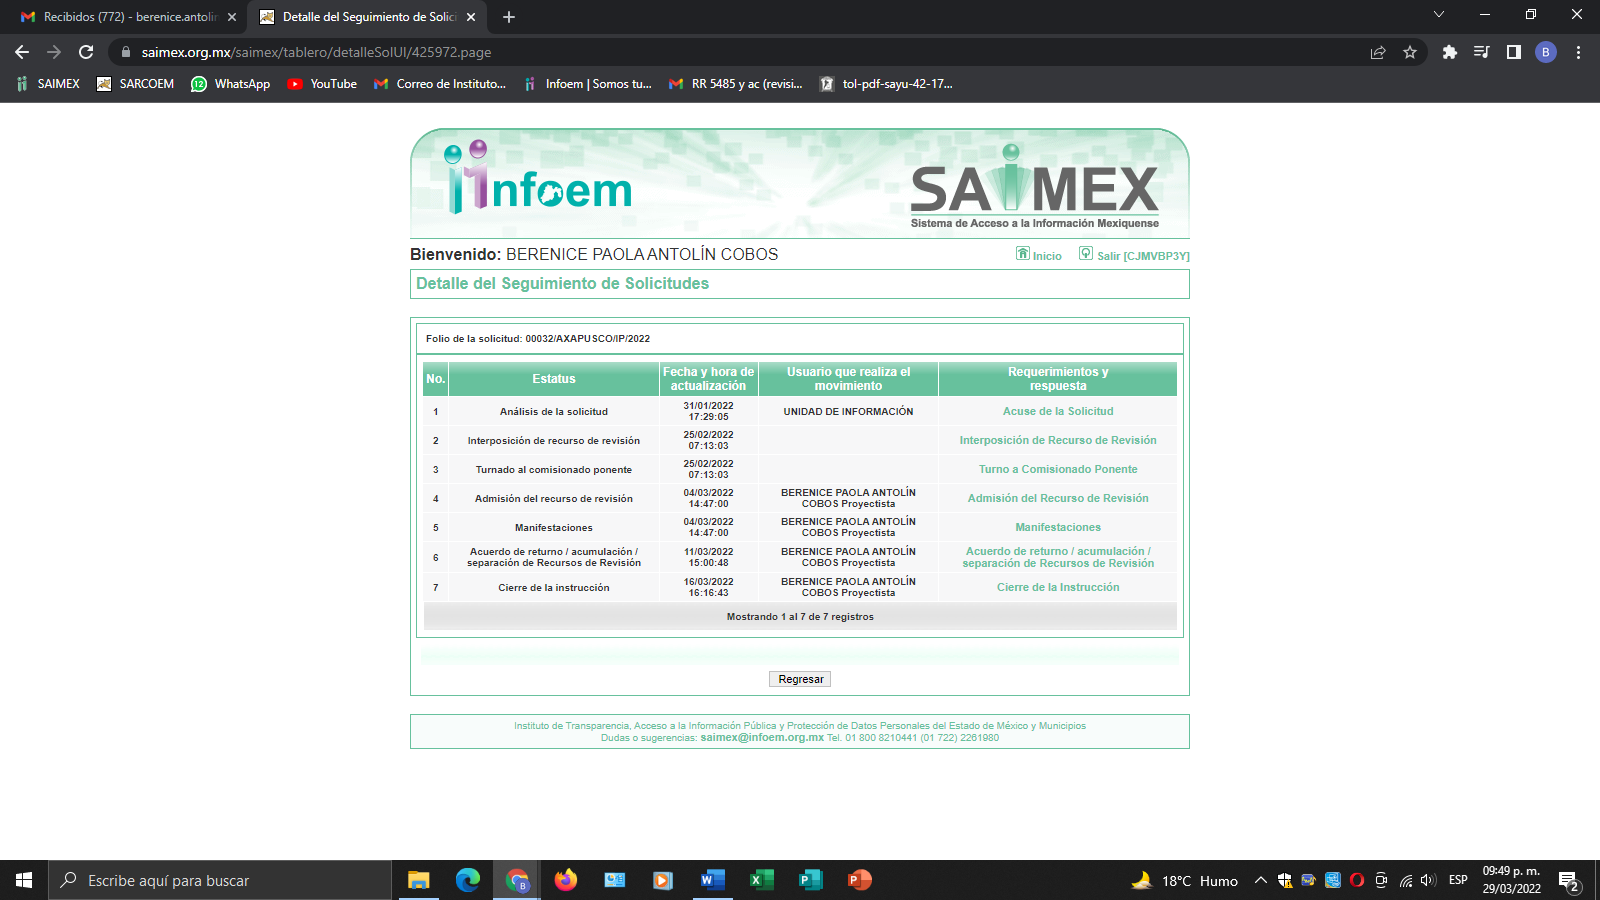 Recibidos (772) - berenice.antolin
Detalle del Seguimiento de Solici
saimex.org.mx/saimex/tablero/detalleSolUI/425972.page
B
SAIMEX
SARCOEM
12 WhatsApp
YouTube
Correo de Instituto...
Infoem | Somos tu...
RR 5485 y ac (revisi...
tol-pdf-sayu-42-17...
infoem
SAIMEX
Sistema de Acceso a la Información Mexiquense
Bienvenido: BERENICE PAOLA ANTOLÍN COBOS
Inicio
Salir [CJMVBP3Y]
Detalle del Seguimiento de Solicitudes
Folio de la solicitud: 00032/AXAPUSCO/IP/2022
No. Estatus Fecha y hora de actualización Usuario que realiza el movimiento Requerimientos y respuesta
1 Análisis de la solicitud 31/01/2022 17:29:05 UNIDAD DE INFORMACIÓN Acuse de la Solicitud
2 Interposición de recurso de revisión 25/02/2022 07:13:03 Interposición de Recurso de Revisión
3 Turnado al comisionado ponente 25/02/2022 07:13:03 Turno a Comisionado Ponente
4 Admisión del recurso de revisión 04/03/2022 14:47:00 BERENICE PAOLA ANTOLÍN COBOS Proyectista Admisión del Recurso de Revisión
5 Manifestaciones 04/03/2022 14:47:00 BERENICE PAOLA ANTOLÍN COBOS Proyectista Manifestaciones
6 Acuerdo de returno / acumulación / separación de Recursos de Revisión 11/03/2022 15:00:48 BERENICE PAOLA ANTOLÍN COBOS Proyectista Acuerdo de returno / acumulación / separación de Recursos de Revisión
7 Cierre de la instrucción 16/03/2022 16:16:43 BERENICE PAOLA ANTOLÍN COBOS Proyectista Cierre de la Instrucción
Mostrando 1 al 7 de 7 registros
Regresar
Instituto de Transparencia, Acceso a la Información Pública y Protección de Datos Personales del Estado de México y Municipios
Dudas o sugerencias: saimex@infoem.org.mx Tel. 01 800 8210441 (01 722) 2261980
Escribe aquí para buscar
18°C Humo
ESP
09:49 p. m.
29/03/2022
2